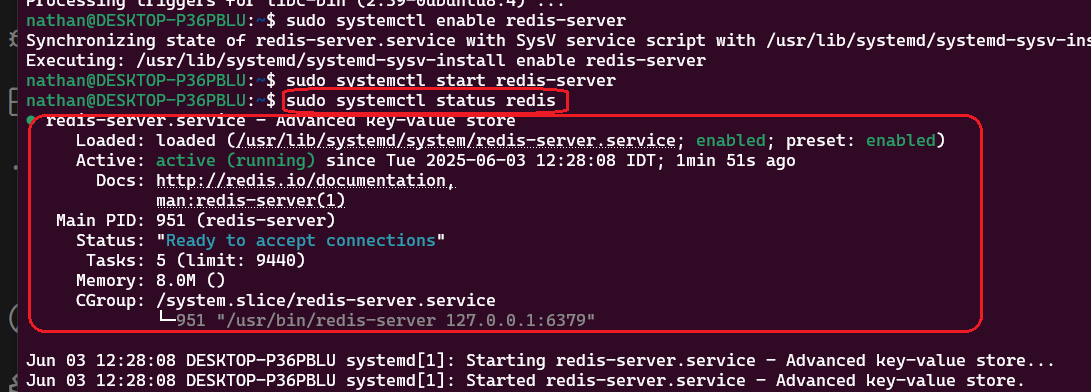 Processing triggers for libc-bin (2.39-0ubuntu8.4) ...
nathan@DESKTOP-P36PBLU:~$ sudo systemctl enable redis-server
Synchronizing state of redis-server.service with SysV service script with /usr/lib/systemd/systemd-sysv-ins
Executing: /usr/lib/systemd/systemd-sysv-install enable redis-server
nathan@DESKTOP-P36PBLU:~$ sudo systemctl start redis-server
nathan@DESKTOP-P36PBLU:~$ sudo systemctl status redis
● redis-server.service - Advanced key-value store
Loaded: loaded (/usr/lib/systemd/system/redis-server.service; enabled; preset: enabled)
Active: active (running) since Tue 2025-06-03 12:28:08 IDT; 1min 51s ago
Docs: http://redis.io/documentation,
man:redis-server(1)
Main PID: 951 (redis-server)
Status: "Ready to accept connections"
Tasks: 5 (limit: 9440)
Memory: 8.0M ()
CGroup: /system.slice/redis-server.service
└─951 "/usr/bin/redis-server 127.0.0.1:6379"
Jun 03 12:28:08 DESKTOP-P36PBLU systemd[1]: Starting redis-server.service - Advanced key-value store...
Jun 03 12:28:08 DESKTOP-P36PBLU systemd[1]: Started redis-server.service - Advanced key-value store.